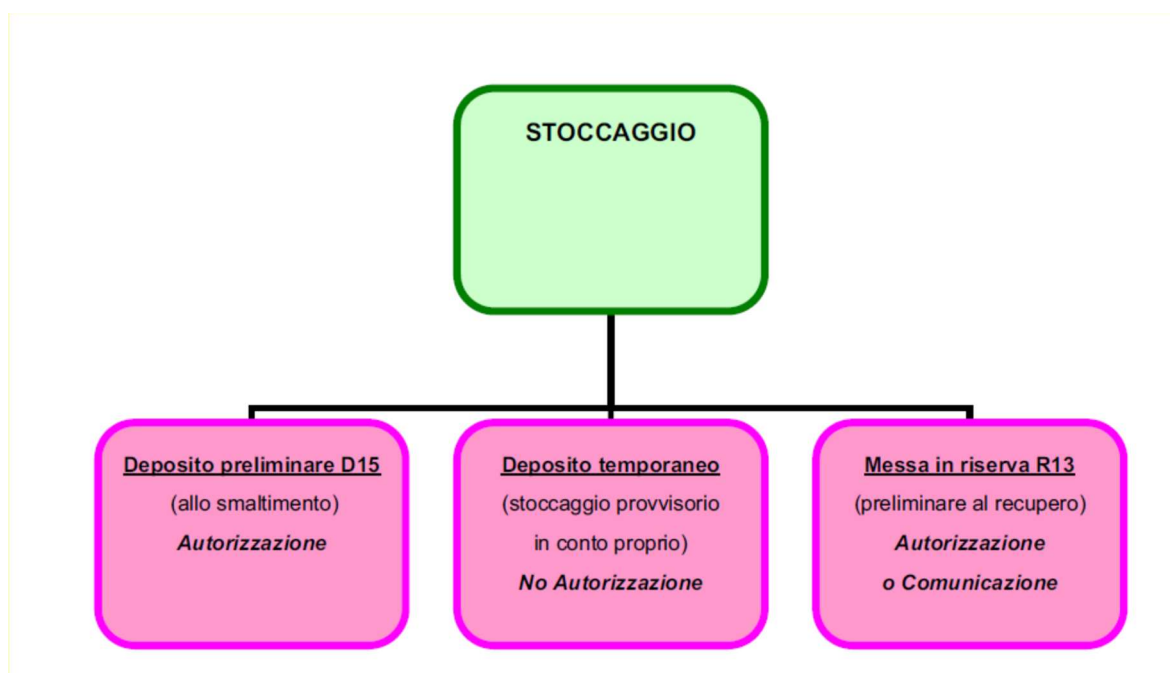 STOCCAGGIO
Deposito preliminare D15
(allo smaltimento)
Autorizzazione
Deposito temporaneo
(stoccaggio provvisorio
in conto proprio)
No Autorizzazione
Messa in riserva R13
(preliminare al recupero)
Autorizzazione
o Comunicazione